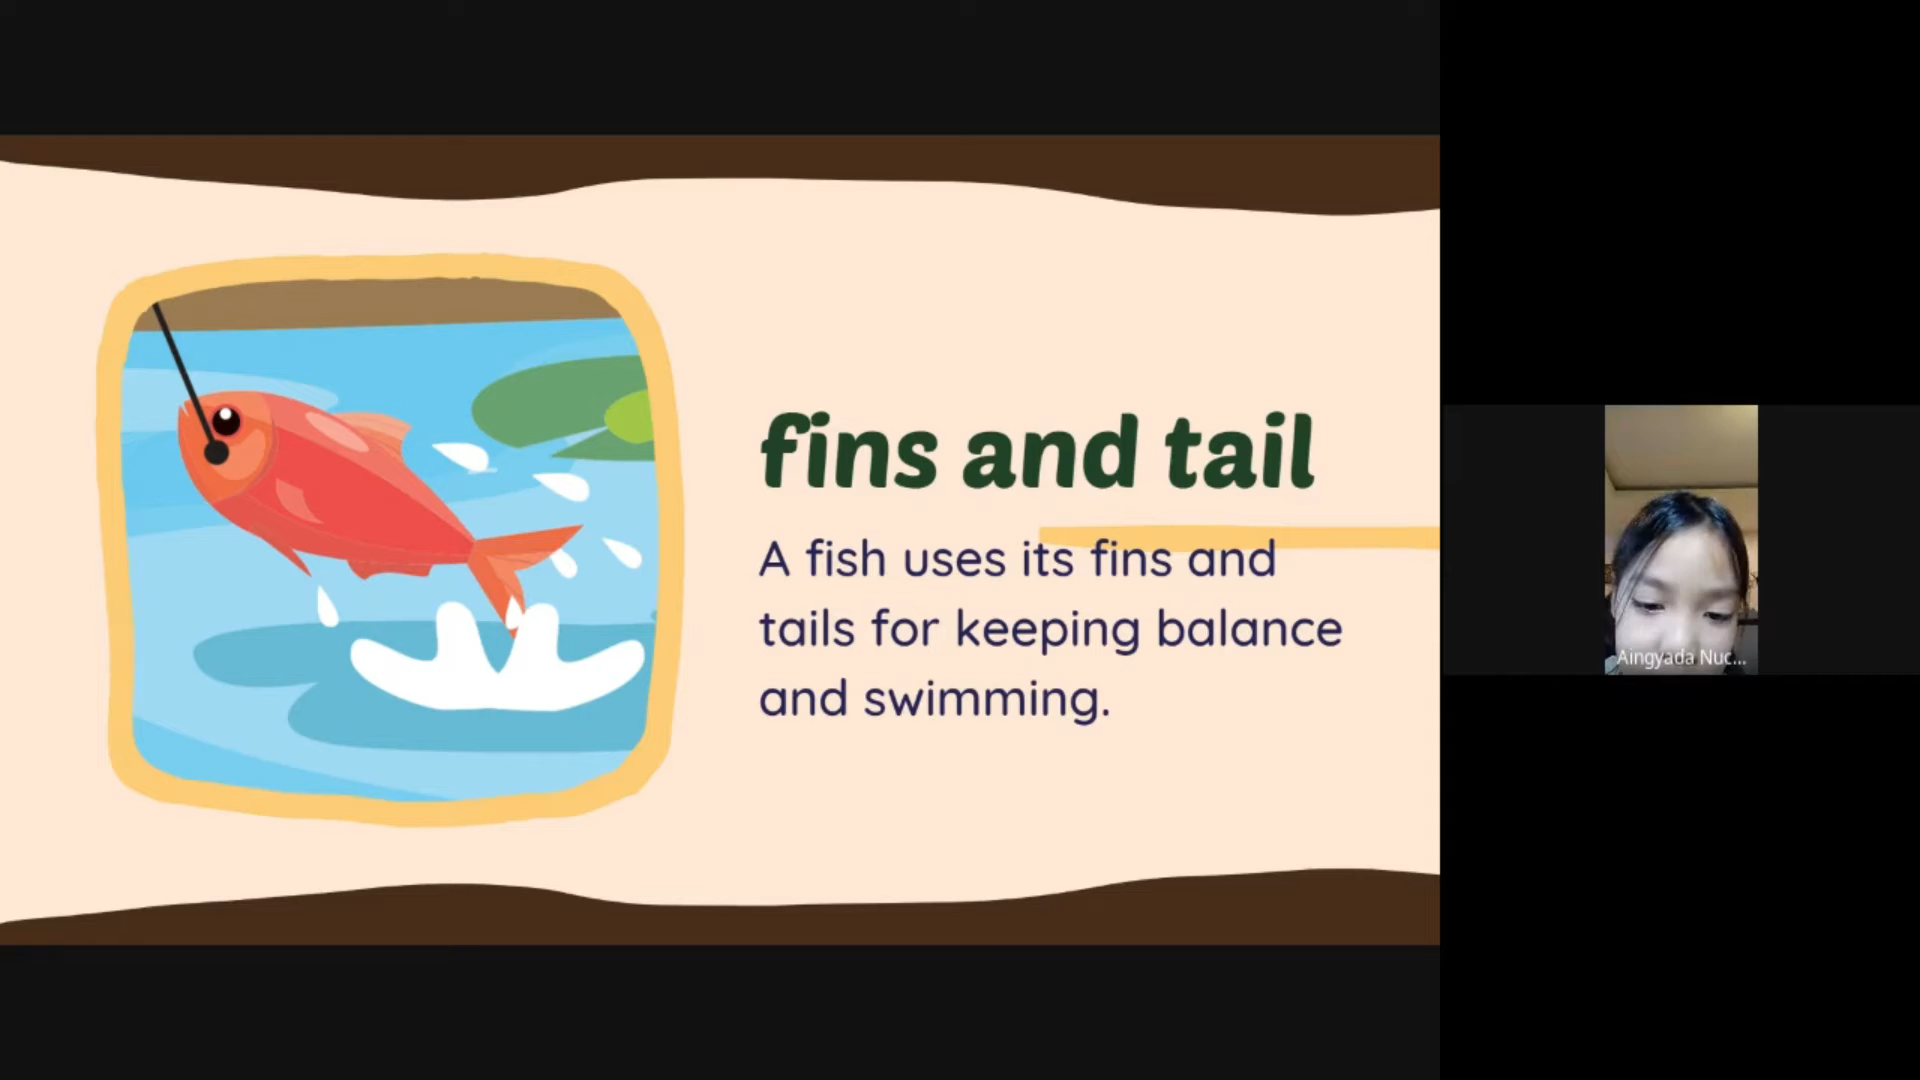 fins and tail
A fish uses its fins and
tails for keeping balance
and swimming.
Aingyada Nuc...